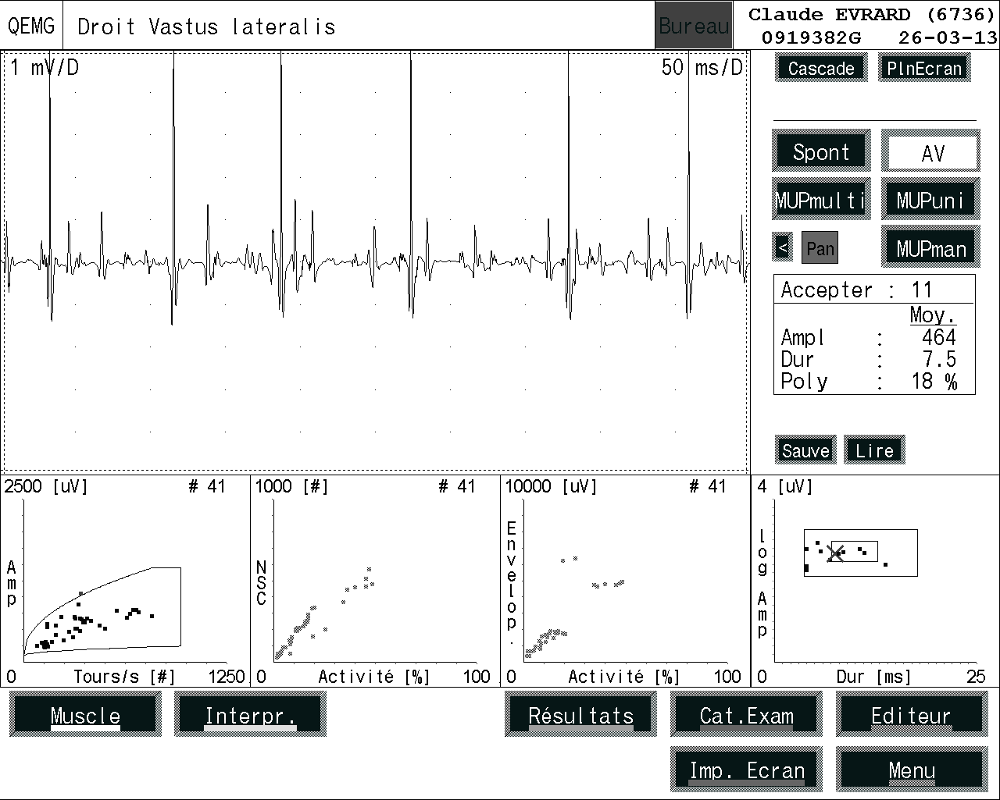 QEMG
Droit Vastus lateralis
Bureau
Claude EVRARD (6736)
0919382G 26-03-13
1 mV/D
50 ms/D
Cascade
PlnEcran
Spont
AV
MUPmulti
MUPuni
<
Pan
MUPman
Accepter : 11
Moy.
Ampl : 464
Dur : 7.5
Poly : 18 %
Sauve
Lire
2500 [uV] # 41
Amp
0 Tours/s [#] 1250
1000 [#] # 41
NSC
0 Activité [%] 100
10000 [uV] # 41
Envelop.
0 Activité [%] 100
4 [uV]
log Amp
0 Dur [ms] 25
Muscle
Interpr.
Résultats
Cat.Exam
Editeur
Imp. Ecran
Menu